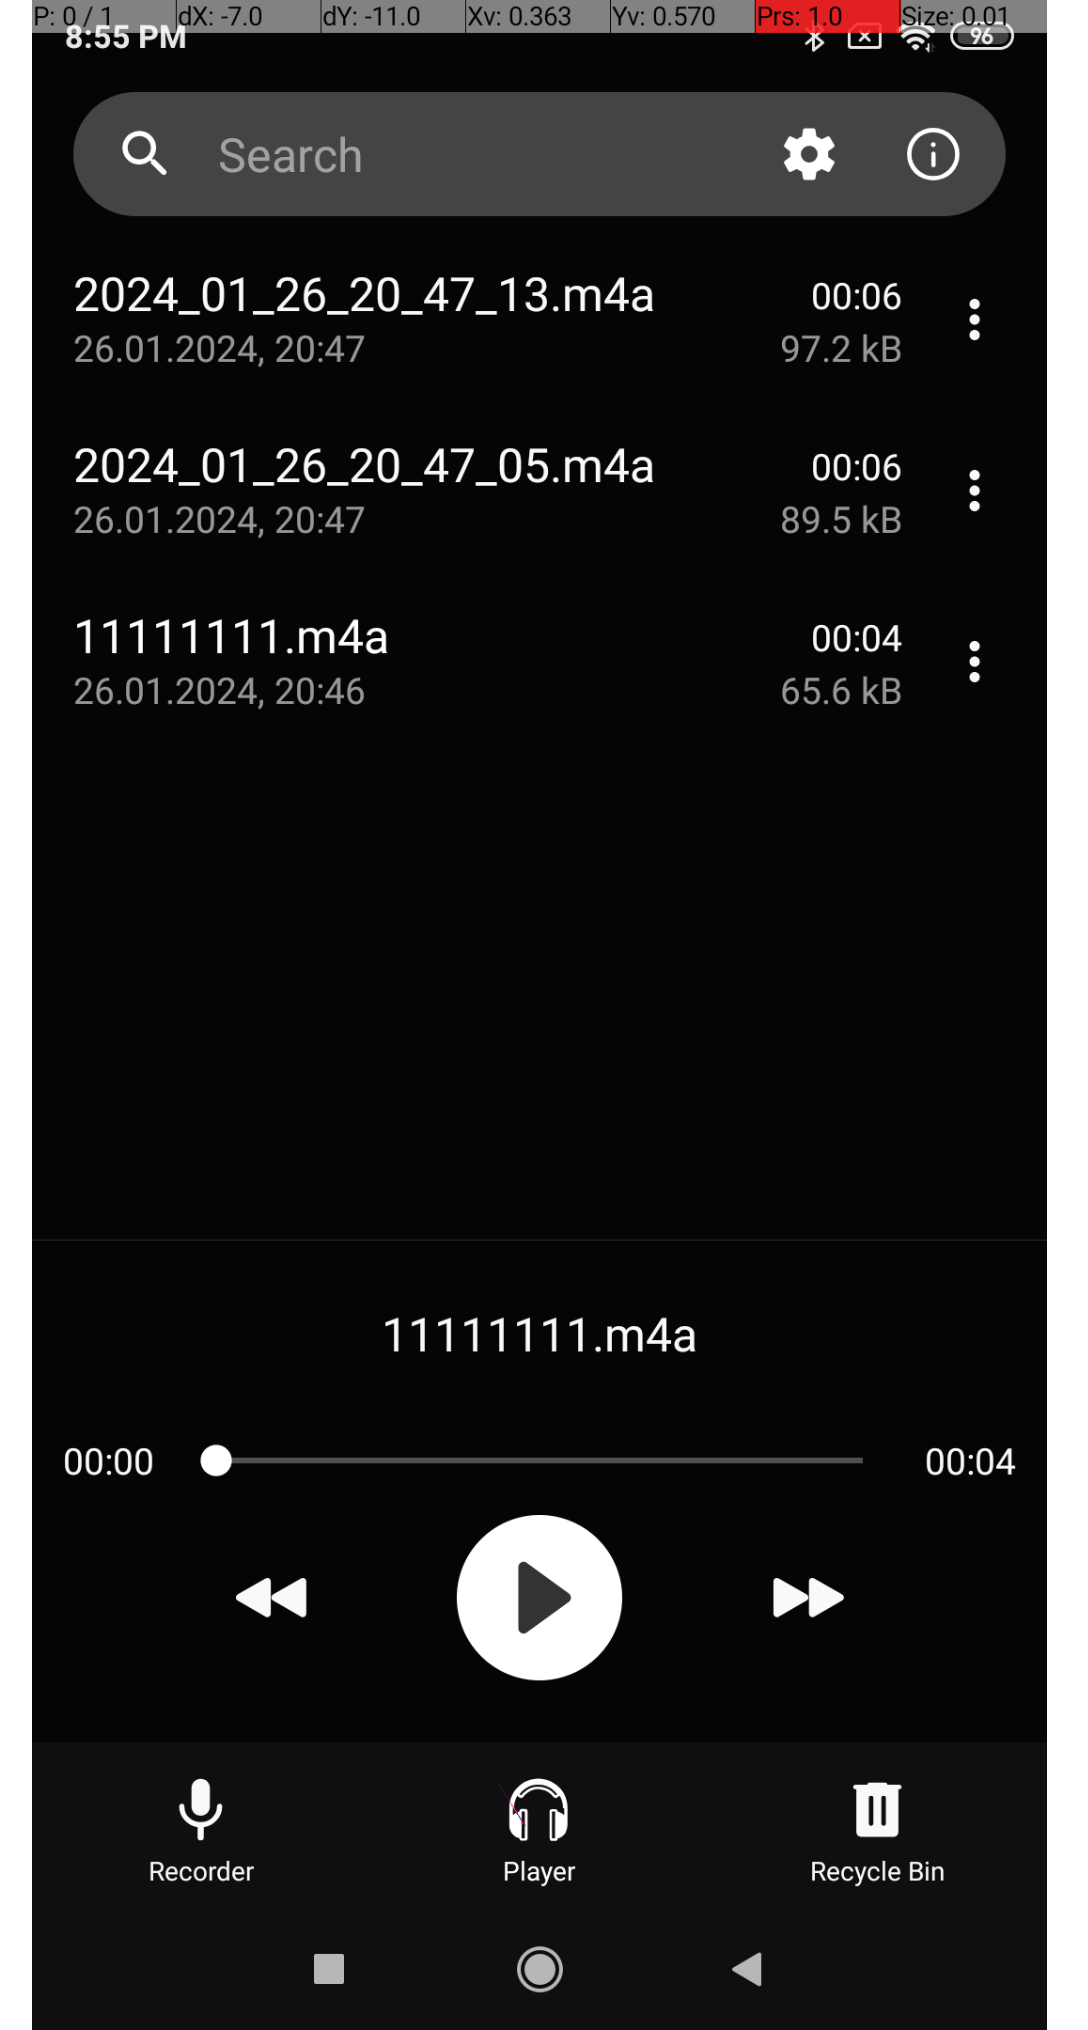 P: 0 / 1 dX: -7.0 dY: -11.0 Xv: 0.363 Yv: 0.570 Prs: 1.0 Size: 0.01
8:55 PM 96
Search
2024_01_26_20_47_13.m4a 00:06
26.01.2024, 20:47 97.2 kB
2024_01_26_20_47_05.m4a 00:06
26.01.2024, 20:47 89.5 kB
11111111.m4a 00:04
26.01.2024, 20:46 65.6 kB
11111111.m4a
00:00 00:04
Recorder Player Recycle Bin